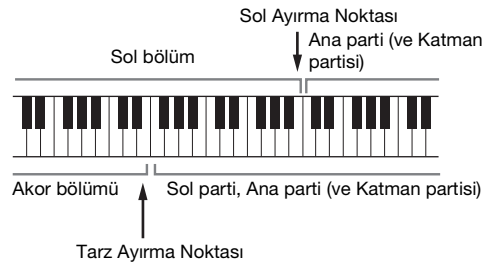 Sol Ayırma Noktası
Sol bölüm
Ana parti (ve Katman
partisi)
Akor bölümü
Sol parti, Ana parti (ve Katman partisi)
Tarz Ayırma Noktası